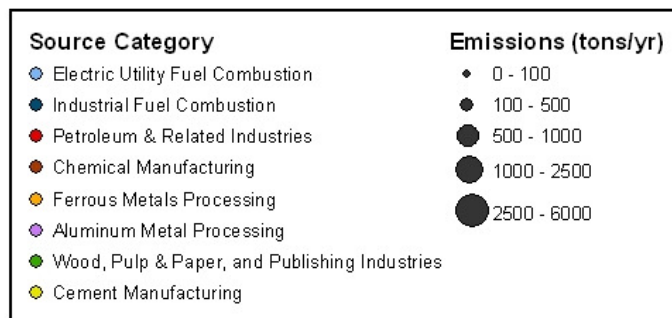 Source Category
Electric Utility Fuel Combustion
Industrial Fuel Combustion
Petroleum & Related Industries
Chemical Manufacturing
Ferrous Metals Processing
Aluminum Metal Processing
Wood, Pulp & Paper, and Publishing Industries
Cement Manufacturing
Emissions (tons/yr)
0 - 100
100 - 500
500 - 1000
1000 - 2500
2500 - 6000